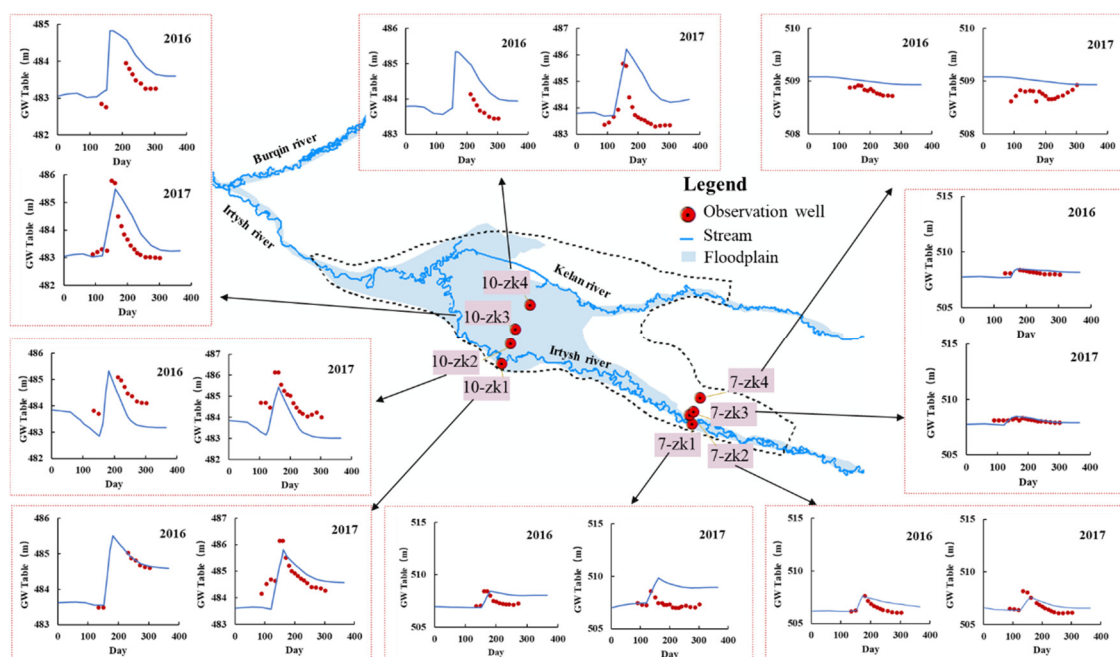 2016
GW Table（m）
485
484
483
482
0 100 200 300 400
Day
2017
GW Table（m）
486
485
484
483
482
0 100 200 300 400
Day
2016
GW Table（m）
486
485
484
483
0 100 200 300 400
Day
2017
GW Table（m）
487
486
485
484
483
0 100 200 300 400
Day
2016
GW Table（m）
510
509
508
0 100 200 300 400
Day
2017
GW Table（m）
510
509
508
0 100 200 300 400
Day
Burqin river
Irtysh river
Legend
Observation well
Stream
Floodplain
Kelan river
10-zk4
10-zk3
10-zk2
10-zk1
Irtysh river
7-zk4
7-zk3
7-zk1
7-zk2
2016
GW Table（m）
515
510
505
0 100 200 300 400
Day
2017
GW Table（m）
515
510
505
0 100 200 300 400
Day
2016
GW Table（m）
486
485
484
483
482
0 100 200 300 400
Day
2017
GW Table（m）
487
486
485
484
483
482
0 100 200 300 400
Day
2016
GW Table（m）
486
485
484
483
0 100 200 300 400
Day
2017
GW Table（m）
487
486
485
484
483
0 100 200 300 400
Day
2016
GW Table（m）
515
510
505
0 100 200 300 400
Day
2017
GW Table（m）
515
510
505
0 100 200 300 400
Day
2016
GW Table（m）
515
510
505
0 100 200 300 400
Day
2017
GW Table（m）
515
510
505
0 100 200 300 400
Day